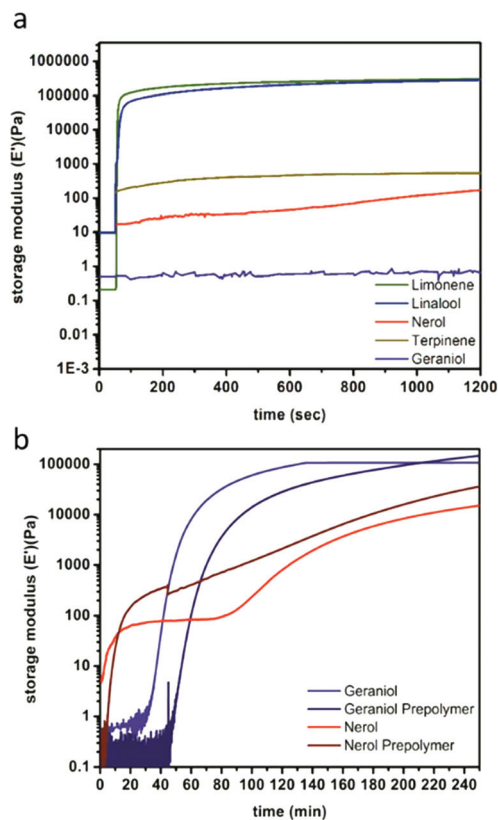 a
storage modulus (E')(Pa)
1000000
100000
10000
1000
100
10
1
0.1
0.01
1E-3
Limonene
Linalool
Nerol
Terpinene
Geraniol
0 200 400 600 800 1000 1200
time (sec)
b
storage modulus (E')(Pa)
100000
10000
1000
100
10
1
0.1
Geraniol
Geraniol Prepolymer
Nerol
Nerol Prepolymer
0 20 40 60 80 100 120 140 160 180 200 220 240
time (min)